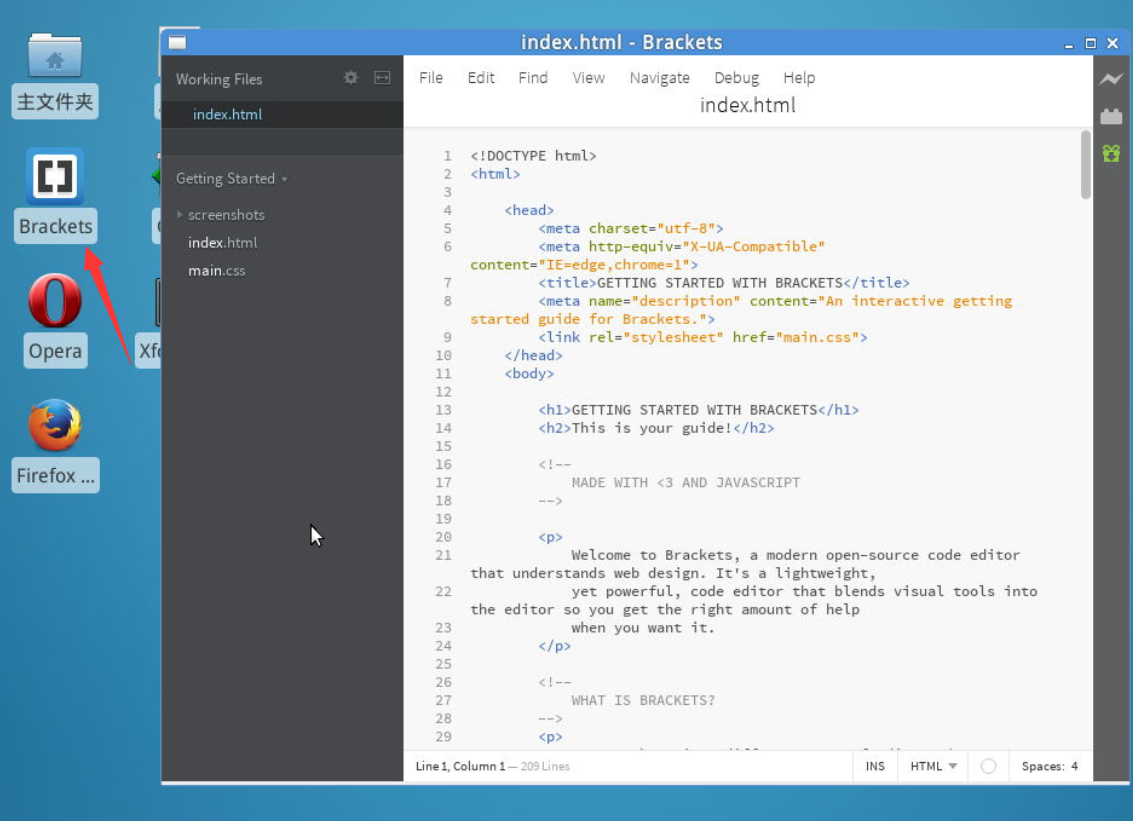 主文件夹
Brackets
Opera
Firefox ...
Xfc
index.html - Brackets
Working Files
index.html
Getting Started
screenshots
index.html
main.css
File Edit Find View Navigate Debug Help
index.html
1 <!DOCTYPE html>
2 <html>
3
4 <head>
5 <meta charset="utf-8">
6 <meta http-equiv="X-UA-Compatible"
content="IE=edge,chrome=1">
7 <title>GETTING STARTED WITH BRACKETS</title>
8 <meta name="description" content="An interactive getting
started guide for Brackets.">
9 <link rel="stylesheet" href="main.css">
10 </head>
11 <body>
12
13 <h1>GETTING STARTED WITH BRACKETS</h1>
14 <h2>This is your guide!</h2>
15
16 <!--
17 MADE WITH <3 AND JAVASCRIPT
18 -->
19
20 <p>
21 Welcome to Brackets, a modern open-source code editor
that understands web design. It's a lightweight,
22 yet powerful, code editor that blends visual tools into
the editor so you get the right amount of help
23 when you want it.
24 </p>
25
26 <!--
27 WHAT IS BRACKETS?
28 -->
29 <p>
Line 1, Column 1 — 209 Lines
INS HTML Spaces: 4